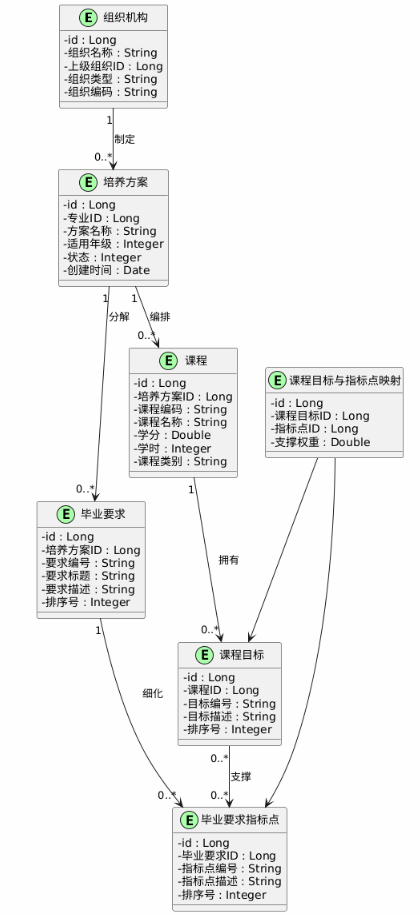 E 组织机构
-id : Long
-组织名称 : String
-上级组织ID : Long
-组织类型 : String
-组织编码 : String
1
制定
0..*
E 培养方案
-id : Long
-专业ID : Long
-方案名称 : String
-适用年级 : Integer
-状态 : Integer
-创建时间 : Date
1
1
分解
编排
0..*
E 课程
-id : Long
-培养方案ID : Long
-课程编码 : String
-课程名称 : String
-学分 : Double
-学时 : Integer
-课程类别 : String
E 课程目标与指标点映射
-id : Long
-课程目标ID : Long
-指标点ID : Long
-支撑权重 : Double
0..*
1
E 毕业要求
-id : Long
-培养方案ID : Long
-要求编号 : String
-要求标题 : String
-要求描述 : String
-排序号 : Integer
拥有
1
0..*
E 课程目标
-id : Long
-课程ID : Long
-目标编号 : String
-目标描述 : String
-排序号 : Integer
细化
0..*
支撑
0..*
0..*
E 毕业要求指标点
-id : Long
-毕业要求ID : Long
-指标点编号 : String
-指标点描述 : String
-排序号 : Integer